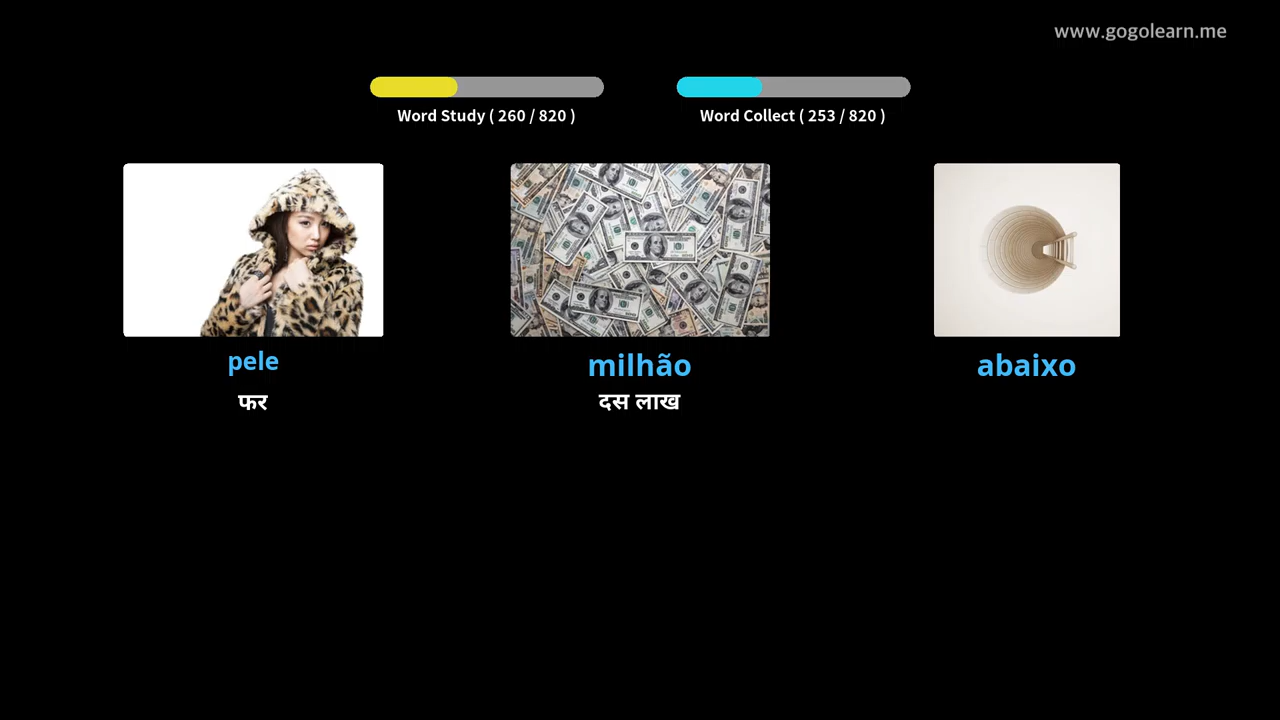 www.gogolearn.me
Word Study ( 260 / 820 )
Word Collect ( 253 / 820 )
pele
milhão
abaixo
फर
दस लाख